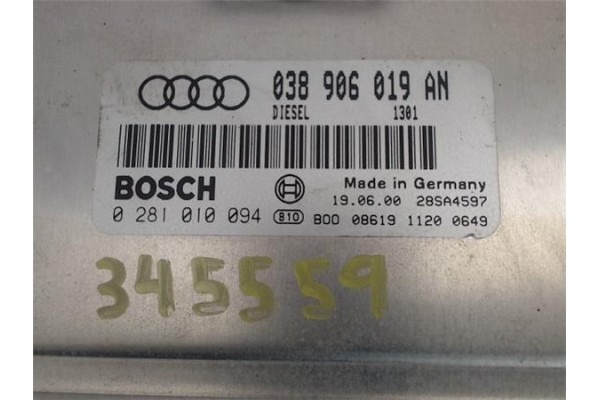 038 906 019 AN
DIESEL 1301
BOSCH
Made in Germany
19.06.00 28SA4597
0 281 010 094 B10 B00 08619 1120 0649
345559